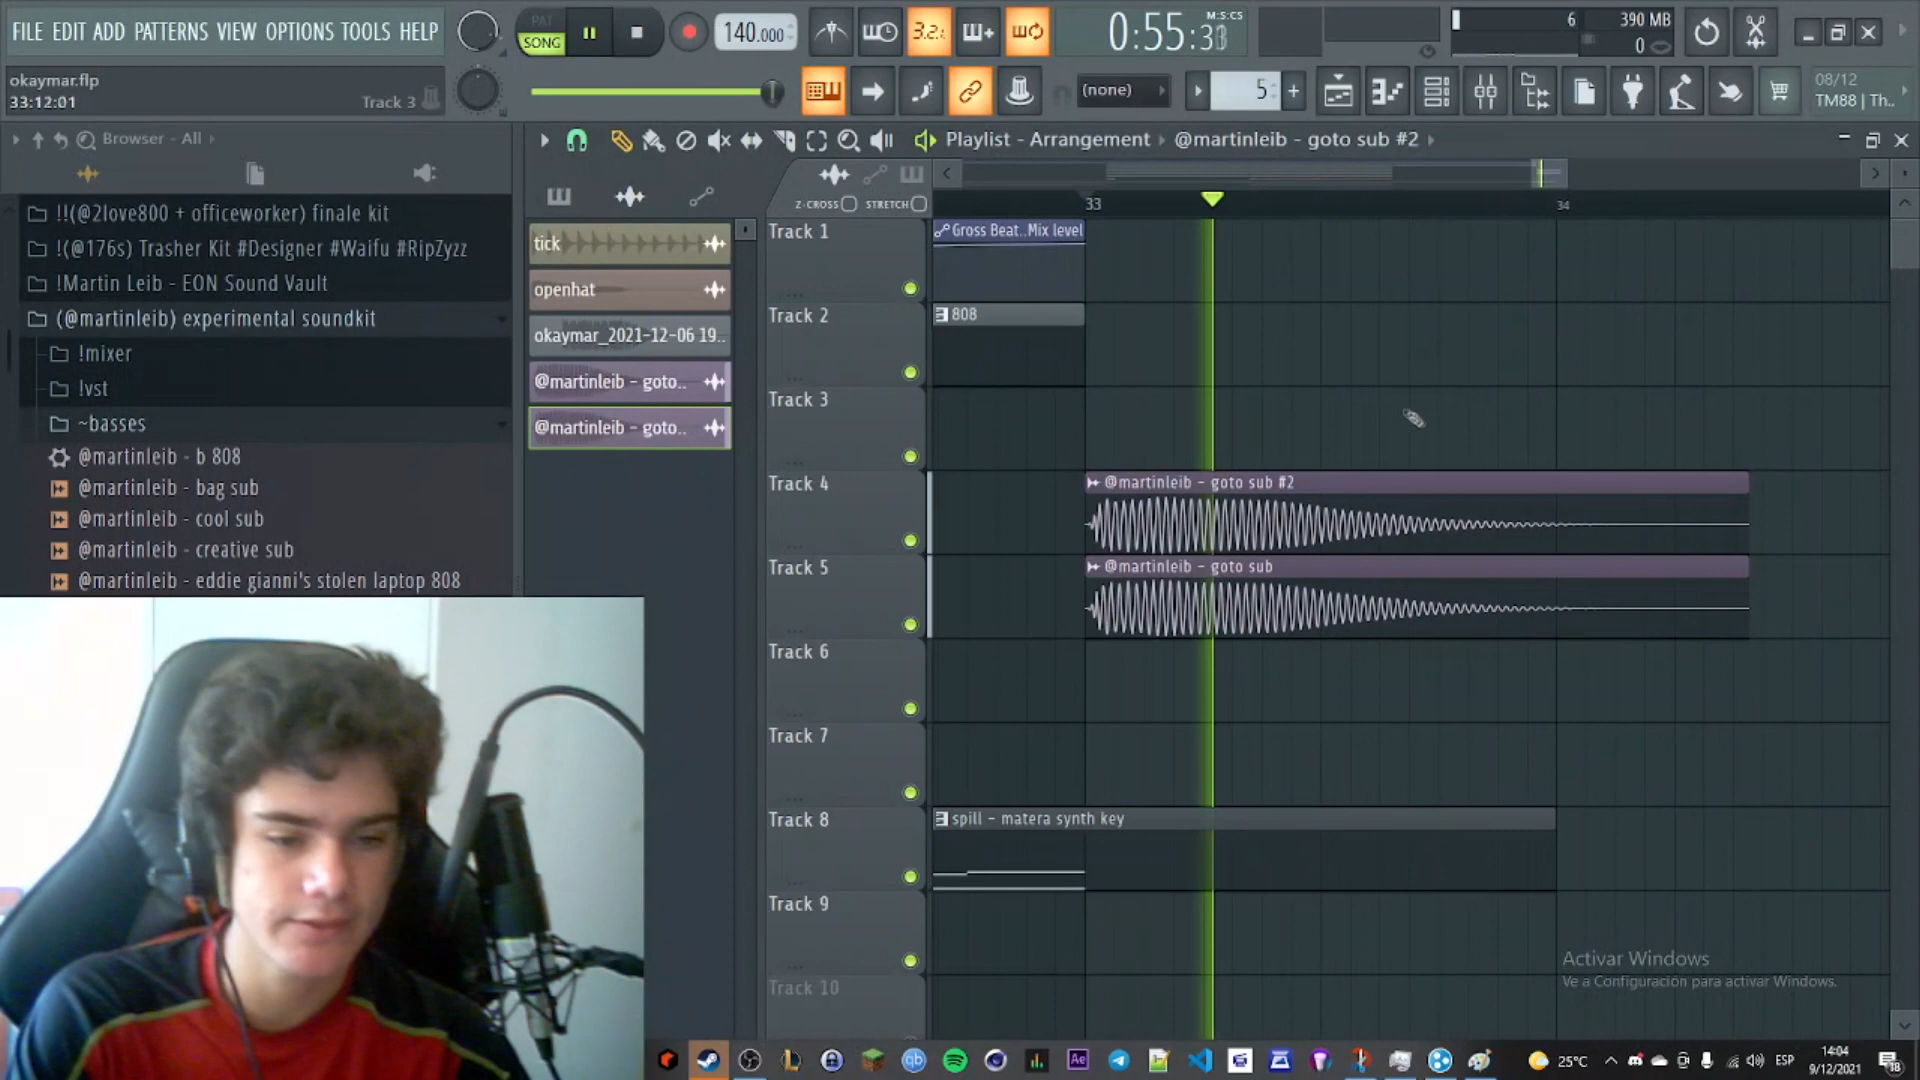 FILE EDIT ADD PATTERNS VIEW OPTIONS TOOLS HELP
PAT
SONG
140.000
3.2.
0:55:33
M:S:CS
6
390 MB
0
okaymar.flp
33:12:01
Track 3
(none)
5
08/12
TM88 | Th..
Browser - All
Playlist - Arrangement
@martinleib - goto sub #2
Z-CROSS
STRETCH
33
34
!!(@2love800 + officeworker) finale kit
!(@176s) Trasher Kit #Designer #Waifu #RipZyzz
!Martin Leib - EON Sound Vault
(@martinleib) experimental soundkit
!mixer
!vst
~basses
@martinleib - b 808
@martinleib - bag sub
@martinleib - cool sub
@martinleib - creative sub
@martinleib - eddie gianni's stolen laptop 808
tick
openhat
okaymar_2021-12-06 19..
@martinleib - goto..
@martinleib - goto..
Track 1
Gross Beat..Mix level
Track 2
808
Track 3
Track 4
@martinleib - goto sub #2
Track 5
@martinleib - goto sub
Track 6
Track 7
Track 8
spill - matera synth key
Track 9
Track 10
Activar Windows
Ve a Configuración para activar Windows.
qb
Ae
25°C
ESP
14:04
9/12/2021
18